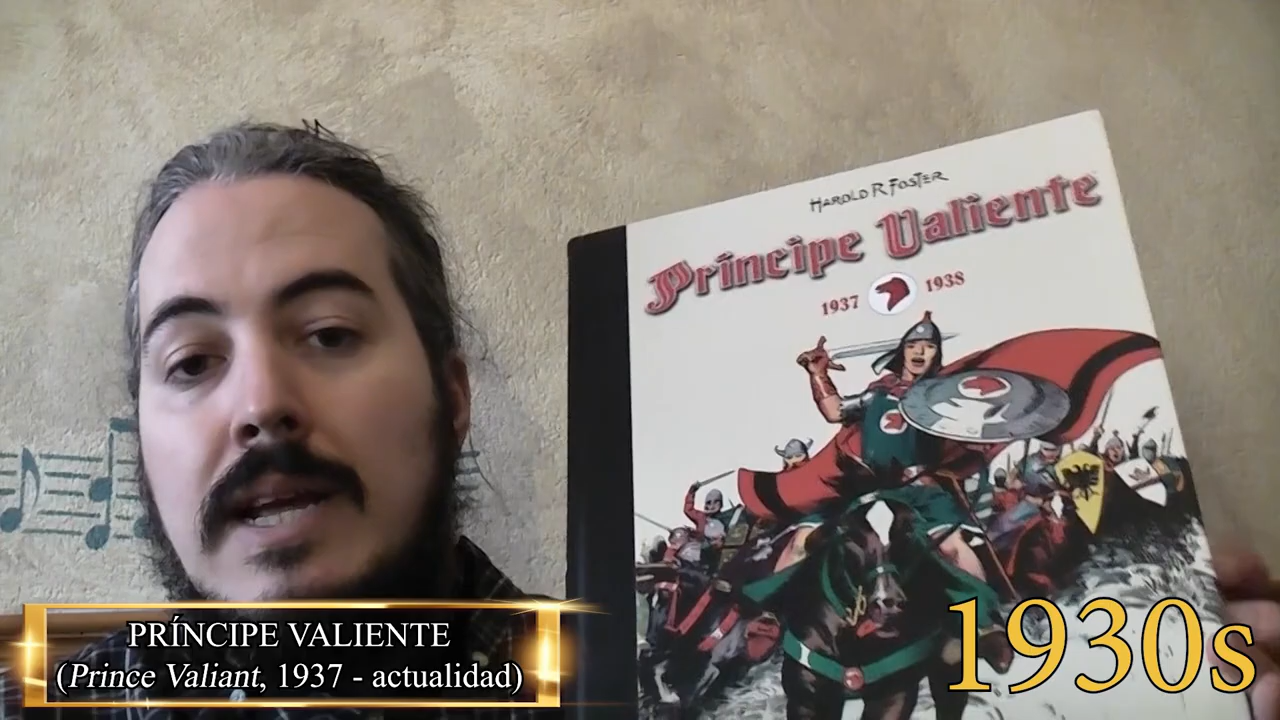 HAROLD R FOSTER
Príncipe Valiente
1937 1938
PRÍNCIPE VALIENTE
(Prince Valiant, 1937 - actualidad)
1930s